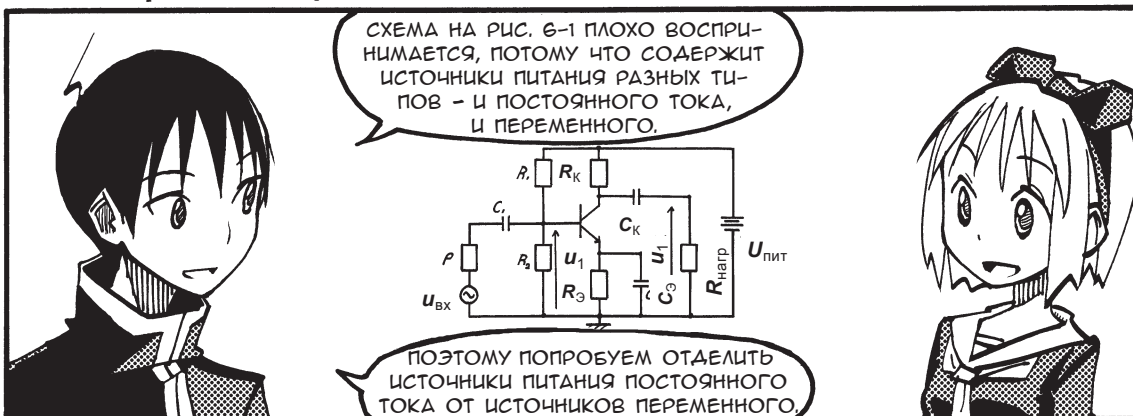 СХЕМА НА РИС. 6-1 ПЛОХО ВОСПРИ-
НИМАЕТСЯ, ПОТОМУ ЧТО СОДЕРЖИТ
ИСТОЧНИКИ ПИТАНИЯ РАЗНЫХ ТИ-
ПОВ – И ПОСТОЯННОГО ТОКА,
И ПЕРЕМЕННОГО.
R₁ RК
C₁ CК
ρ R₂ u₁ u₁ Rнагр Uпит
uвх RЭ CЭ
ПОЭТОМУ ПОПРОБУЕМ ОТДЕЛИТЬ
ИСТОЧНИКИ ПИТАНИЯ ПОСТОЯННОГО
ТОКА ОТ ИСТОЧНИКОВ ПЕРЕМЕННОГО.